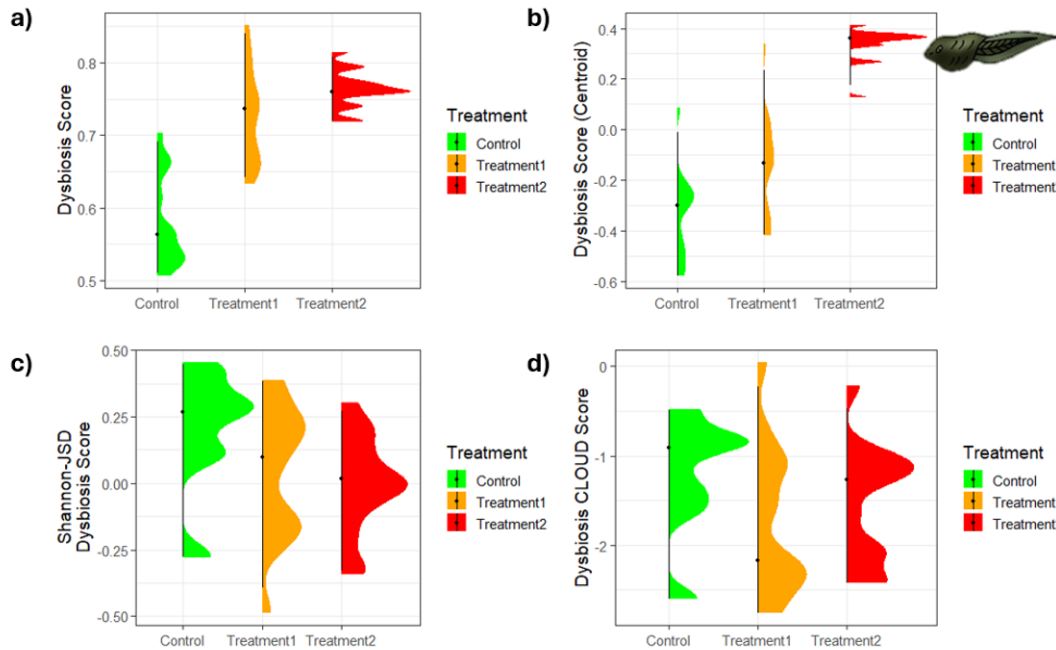 a)
Dysbiosis Score
0.8
0.7
0.6
0.5
Control
Treatment1
Treatment2
Treatment
Control
Treatment1
Treatment2
b)
Dysbiosis Score (Centroid)
0.4
0.2
0.0
-0.2
-0.4
-0.6
Control
Treatment1
Treatment2
Treatment
Control
Treatment
Treatment
c)
Shannon-JSD
Dysbiosis Score
0.50
0.25
0.00
-0.25
-0.50
Control
Treatment1
Treatment2
Treatment
Control
Treatment1
Treatment2
d)
Dysbiosis CLOUD Score
0
-1
-2
Control
Treatment1
Treatment2
Treatment
Control
Treatment
Treatment